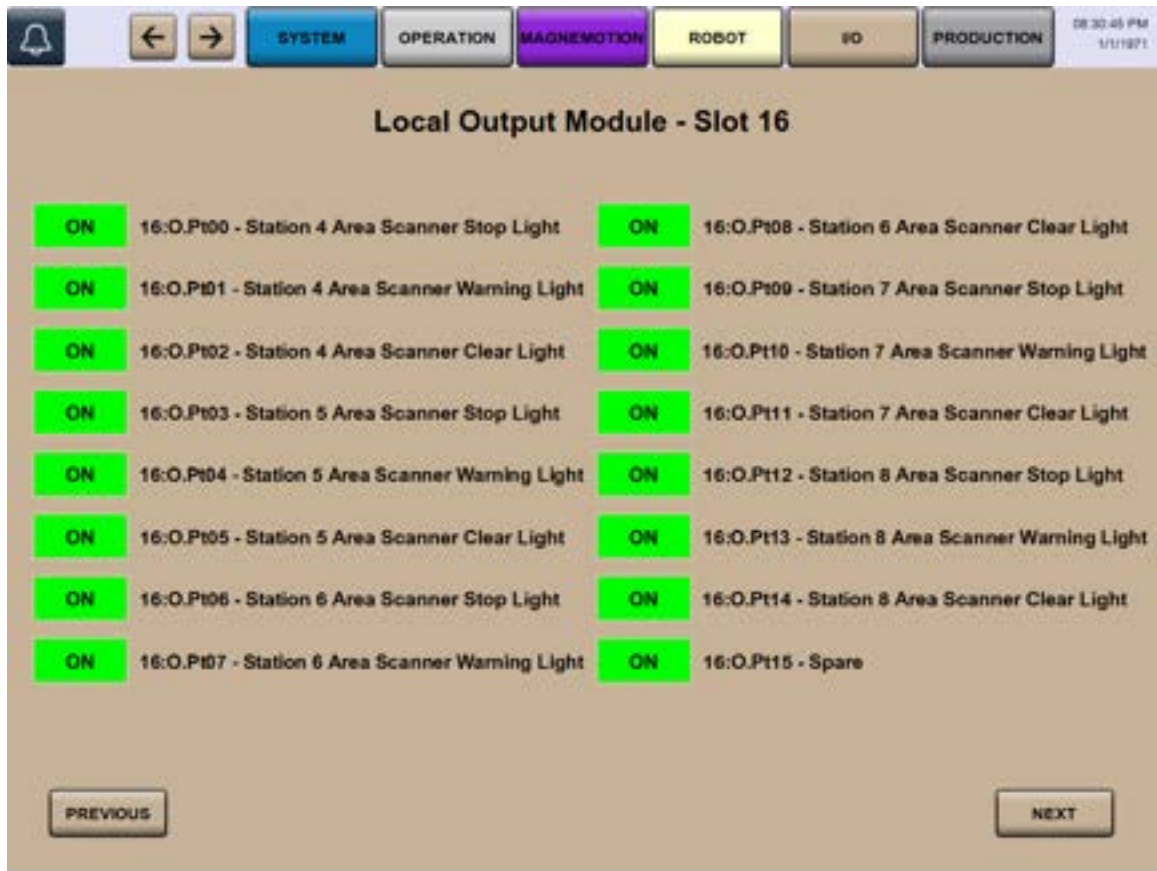 SYSTEM OPERATION MAGNEMOTION ROBOT I/O PRODUCTION 08:30:45 PM
1/1/1971
Local Output Module - Slot 16
ON 16:O.Pt00 - Station 4 Area Scanner Stop Light ON 16:O.Pt08 - Station 6 Area Scanner Clear Light
ON 16:O.Pt01 - Station 4 Area Scanner Warning Light ON 16:O.Pt09 - Station 7 Area Scanner Stop Light
ON 16:O.Pt02 - Station 4 Area Scanner Clear Light ON 16:O.Pt10 - Station 7 Area Scanner Warning Light
ON 16:O.Pt03 - Station 5 Area Scanner Stop Light ON 16:O.Pt11 - Station 7 Area Scanner Clear Light
ON 16:O.Pt04 - Station 5 Area Scanner Warning Light ON 16:O.Pt12 - Station 8 Area Scanner Stop Light
ON 16:O.Pt05 - Station 5 Area Scanner Clear Light ON 16:O.Pt13 - Station 8 Area Scanner Warning Light
ON 16:O.Pt06 - Station 6 Area Scanner Stop Light ON 16:O.Pt14 - Station 8 Area Scanner Clear Light
ON 16:O.Pt07 - Station 6 Area Scanner Warning Light ON 16:O.Pt15 - Spare
PREVIOUS NEXT